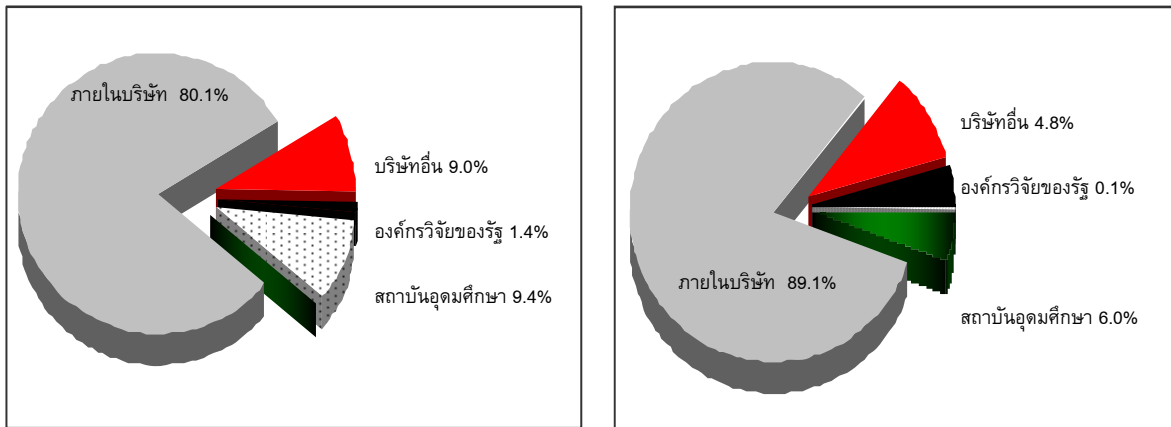 ภายในบริษัท 80.1%
บริษัทอื่น 9.0%
องค์กรวิจัยของรัฐ 1.4%
สถาบันอุดมศึกษา 9.4%
บริษัทอื่น 4.8%
องค์กรวิจัยของรัฐ 0.1%
ภายในบริษัท 89.1%
สถาบันอุดมศึกษา 6.0%